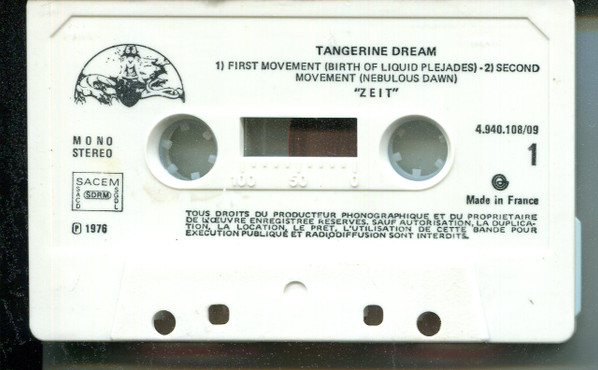 TANGERINE DREAM
1) FIRST MOVEMENT (BIRTH OF LIQUID PLEJADES) - 2) SECOND
MOVEMENT (NEBULOUS DAWN)
"ZEIT"
MONO
STEREO
4.940.108/09
1
SACEM
SACD
SDRM
SGDL
100 50 0
Made in France
Ⓟ 1976
TOUS DROITS DU PRODUCTEUR PHONOGRAPHIQUE ET DU PROPRIETAIRE
DE L'ŒUVRE ENREGISTREE RESERVES. SAUF AUTORISATION, LA DUPLICA-
TION, LA LOCATION, LE PRET, L'UTILISATION DE CETTE BANDE POUR
EXECUTION PUBLIQUE ET RADIODIFFUSION SONT INTERDITS.